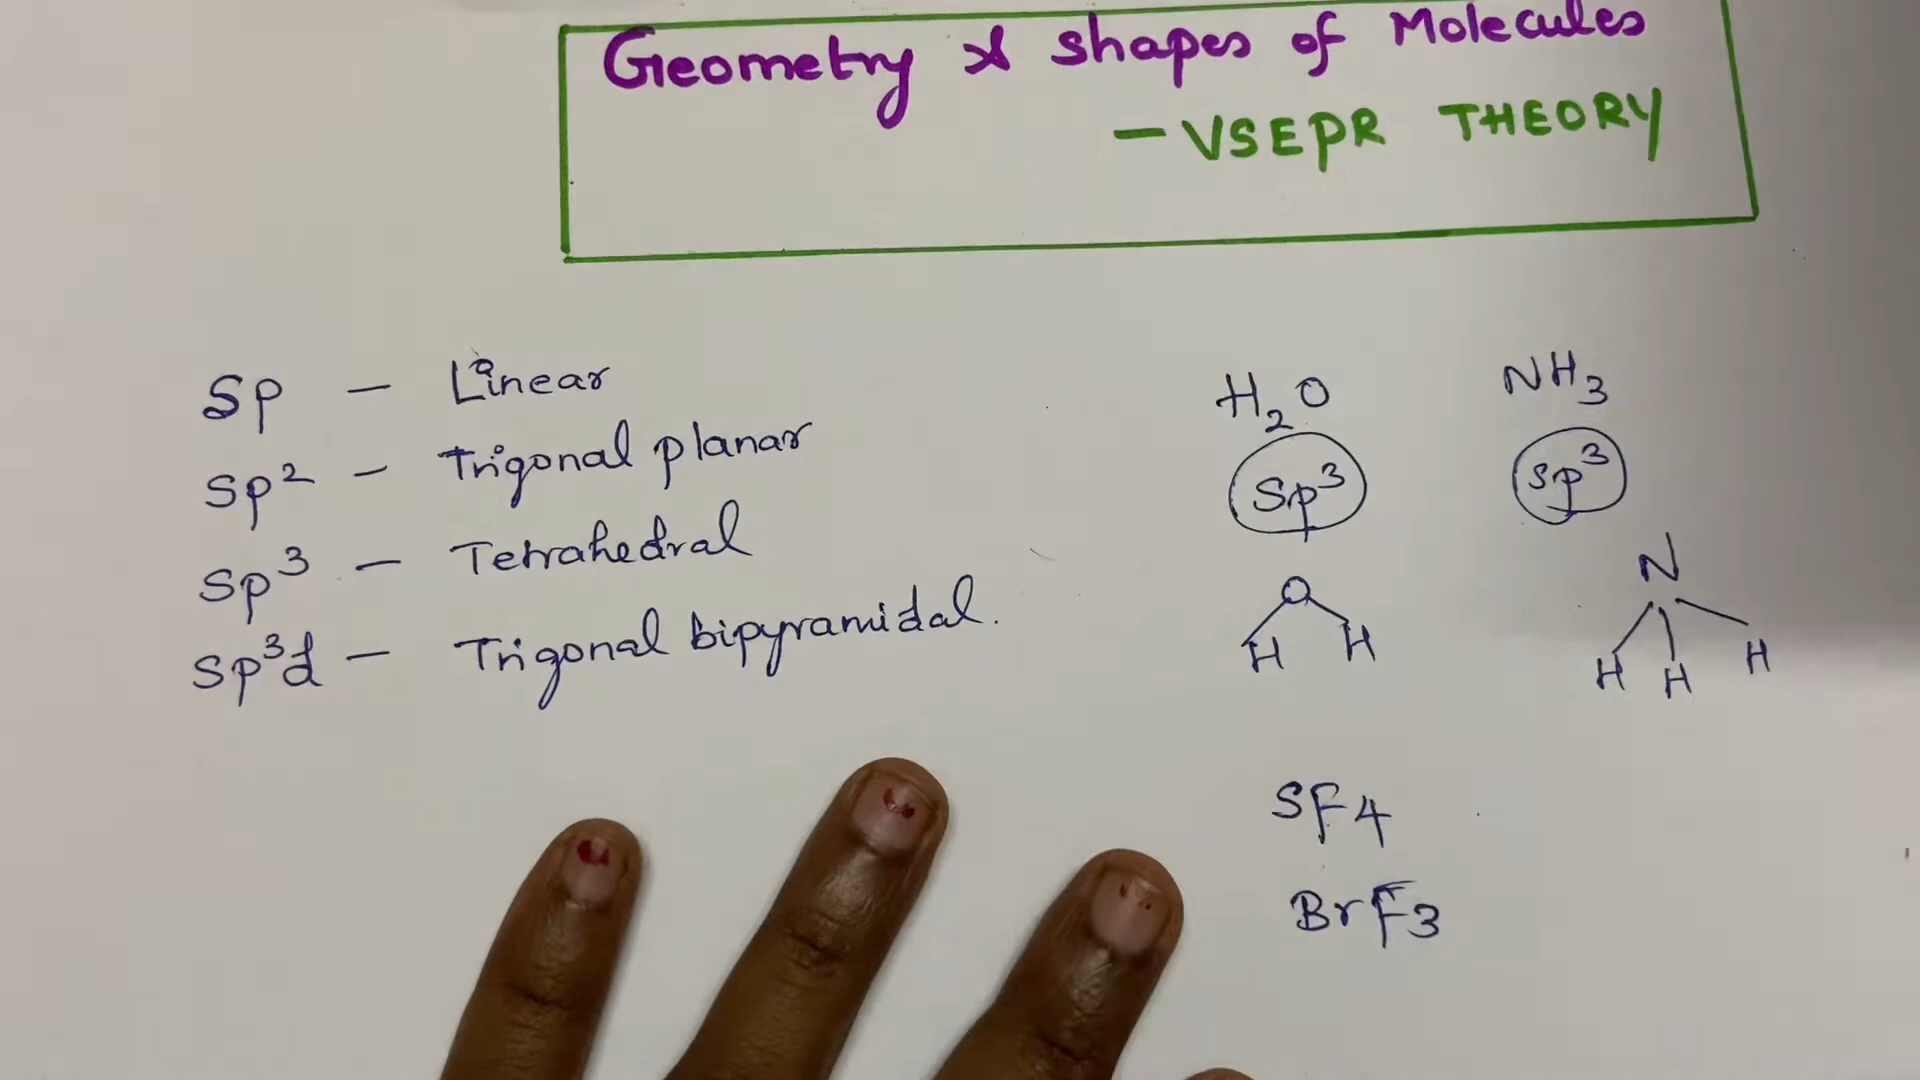 Geometry & shapes of Molecules
- VSEPR THEORY
Sp - Linear
Sp² - Trigonal planar
Sp³ - Tetrahedral
Sp³d - Trigonal bipyramidal.
H₂O
Sp³
O
H H
NH₃
Sp³
N
H H H
SF4
BrF3